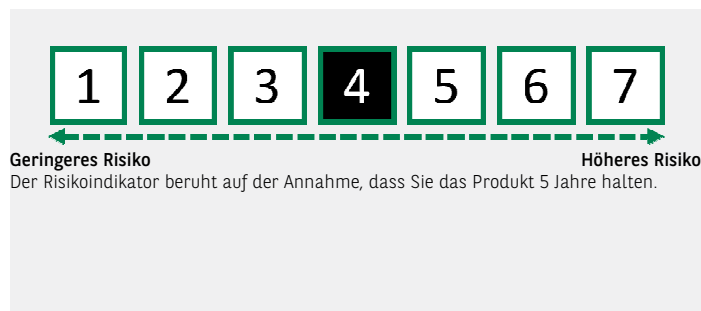 1 2 3 4 5 6 7
Geringeres Risiko Höheres Risiko
Der Risikoindikator beruht auf der Annahme, dass Sie das Produkt 5 Jahre halten.